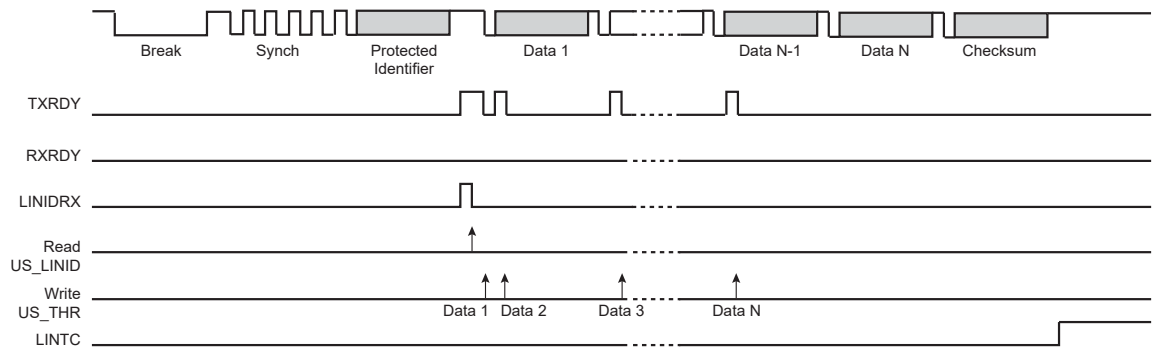 Break
Synch
Protected
Identifier
Data 1
Data N-1
Data N
Checksum
TXRDY
RXRDY
LINIDRX
Read
US_LINID
Write
US_THR
Data 1
Data 2
Data 3
Data N
LINTC